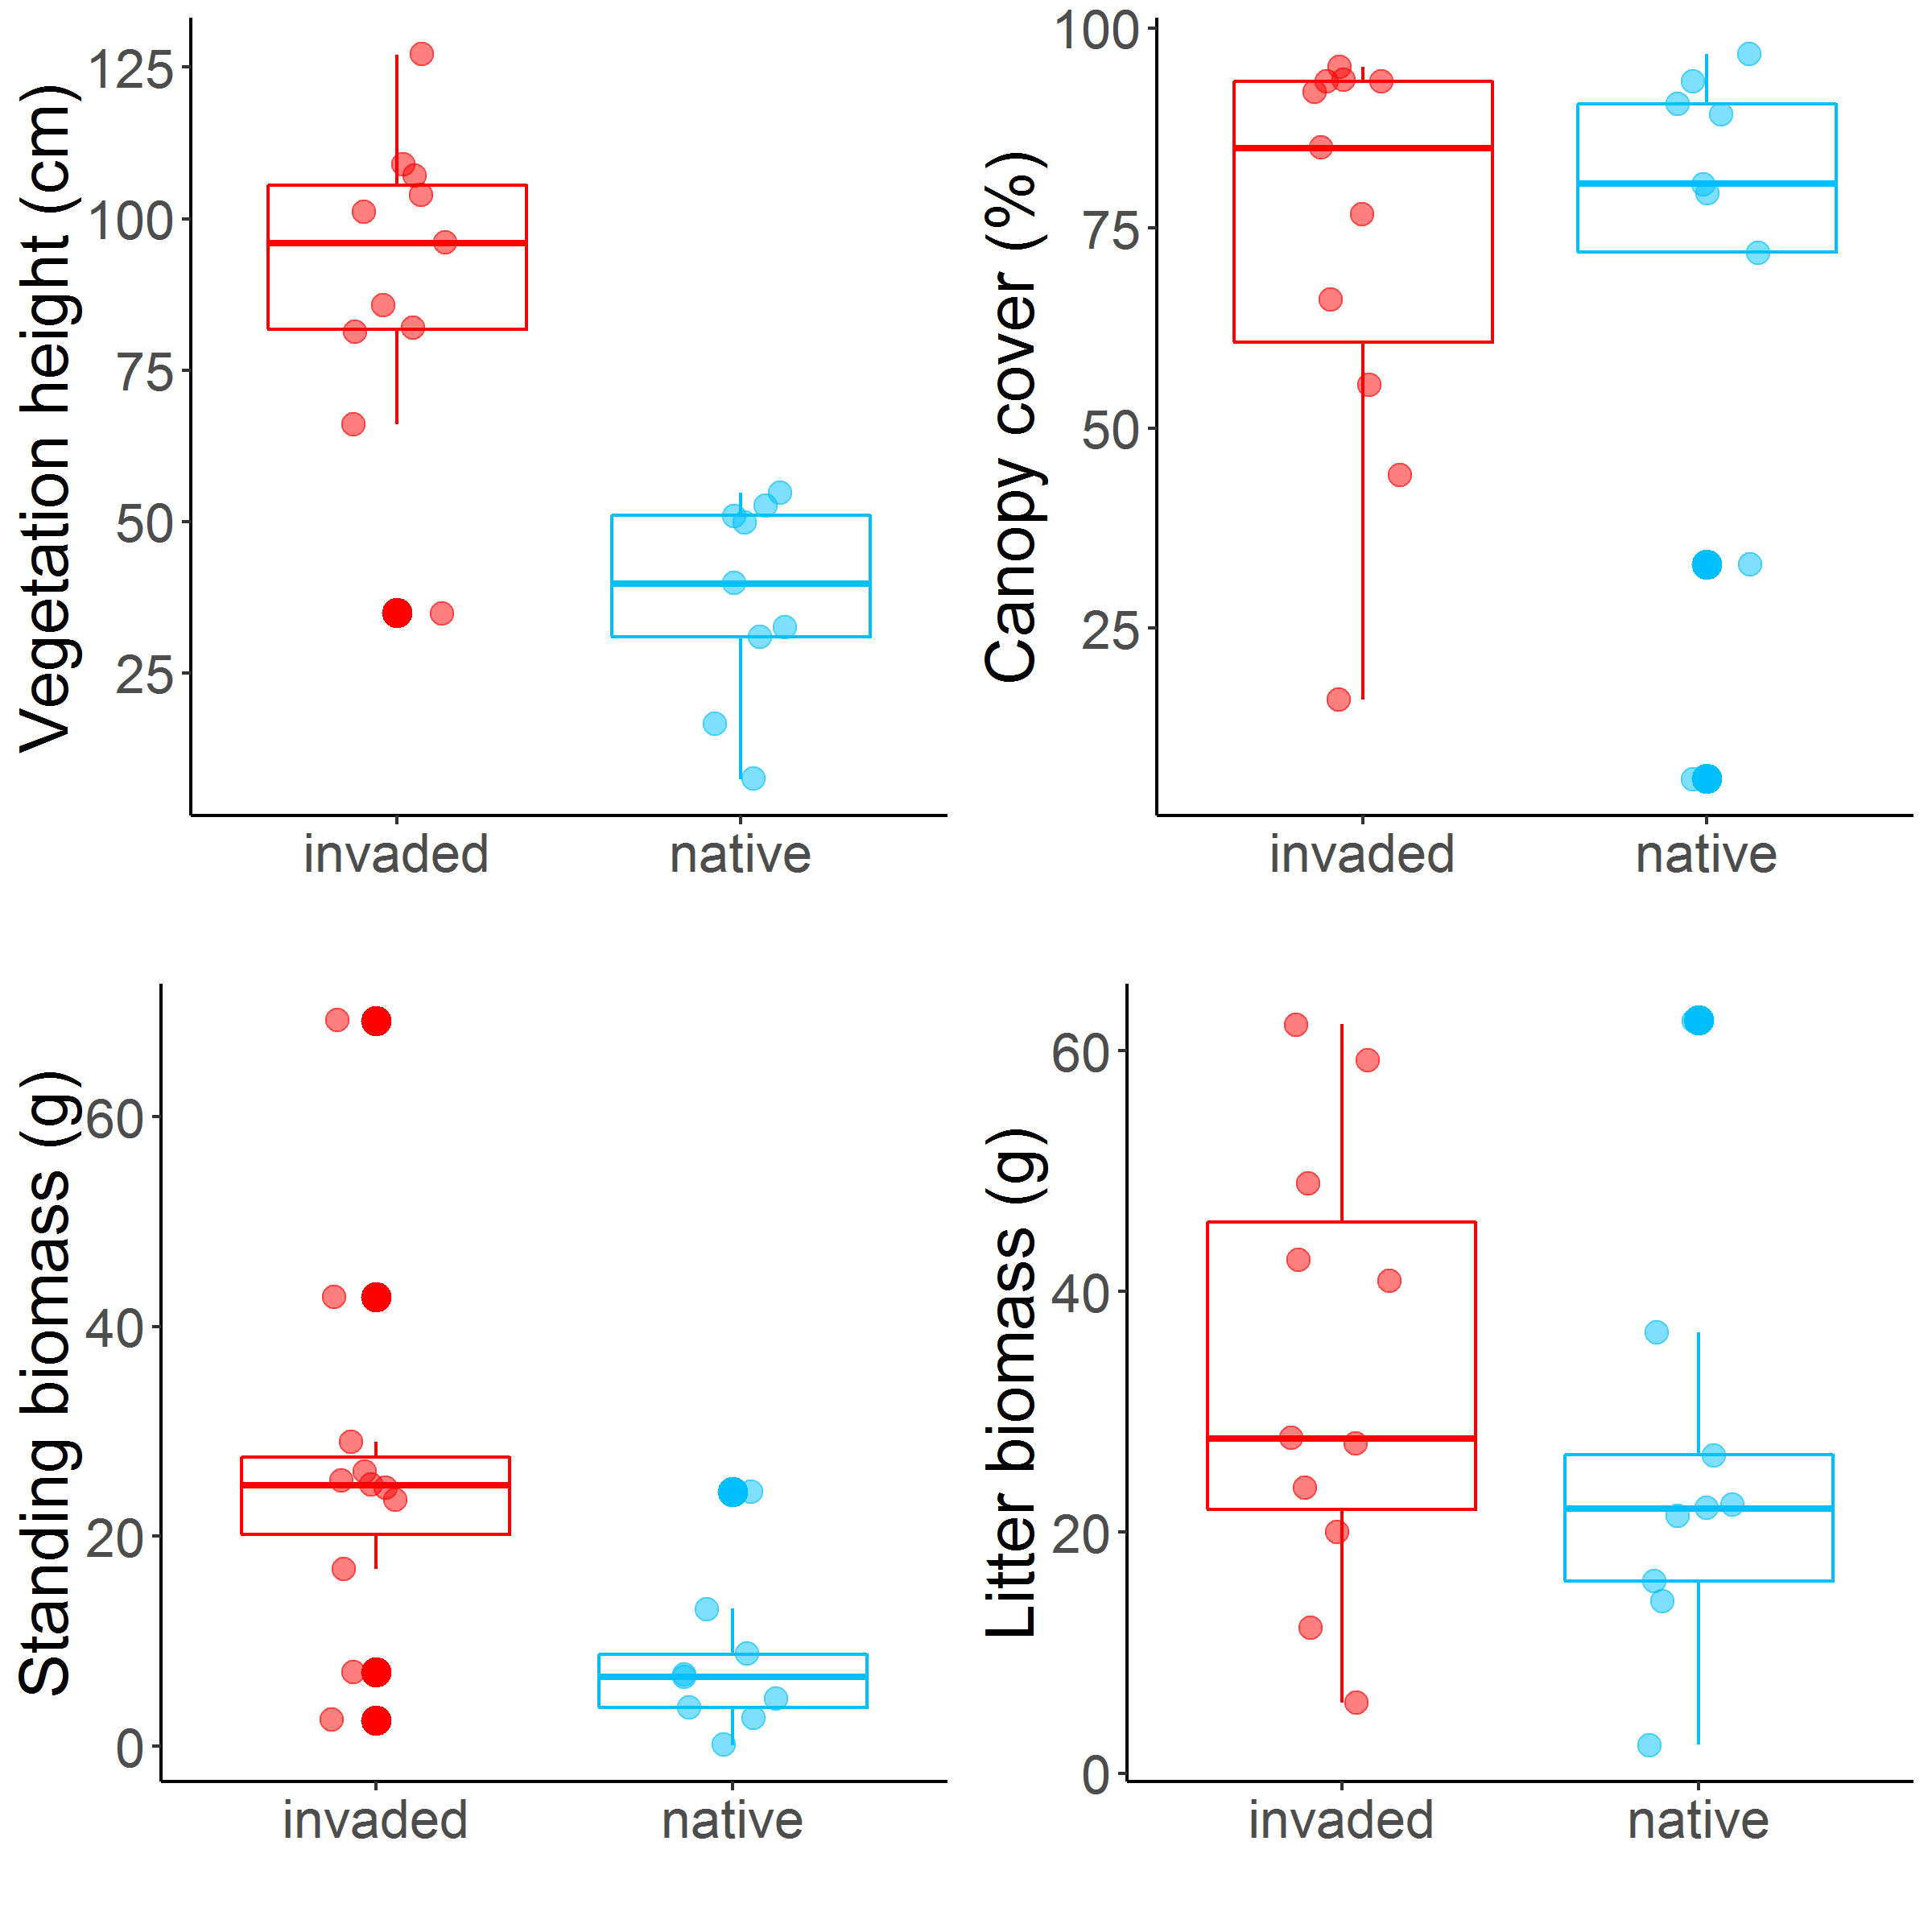 Vegetation height (cm)
125
100
75
50
25
invaded
native
Canopy cover (%)
100
75
50
25
invaded
native
Standing biomass (g)
60
40
20
0
invaded
native
Litter biomass (g)
60
40
20
0
invaded
native